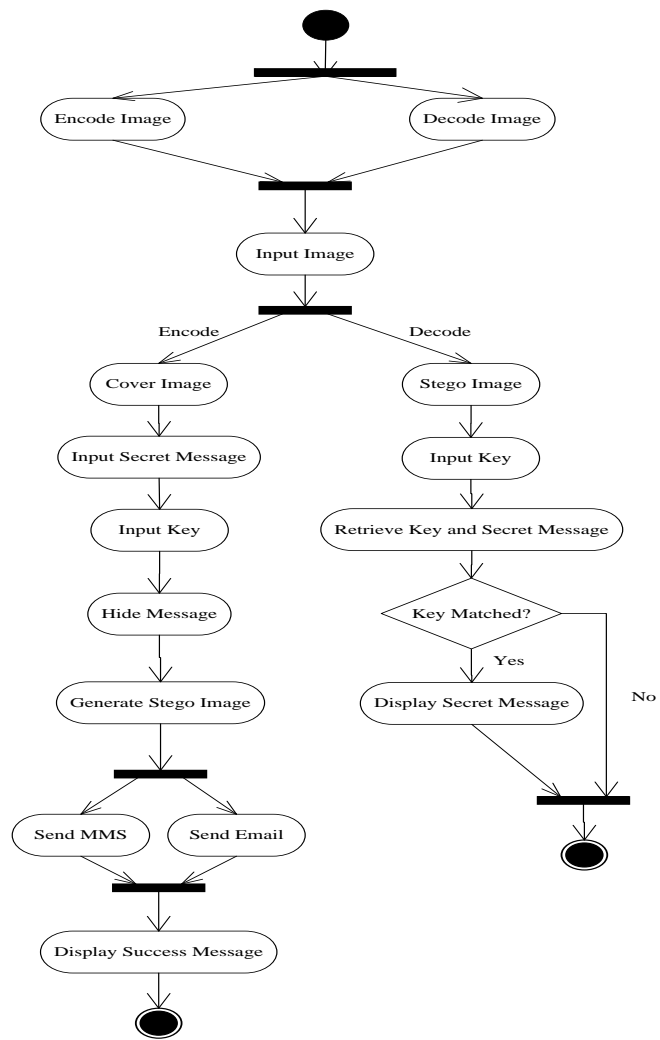 Encode Image
Decode Image
Input Image
Encode
Decode
Cover Image
Stego Image
Input Secret Message
Input Key
Input Key
Retrieve Key and Secret Message
Hide Message
Key Matched?
Yes
No
Generate Stego Image
Display Secret Message
Send MMS
Send Email
Display Success Message